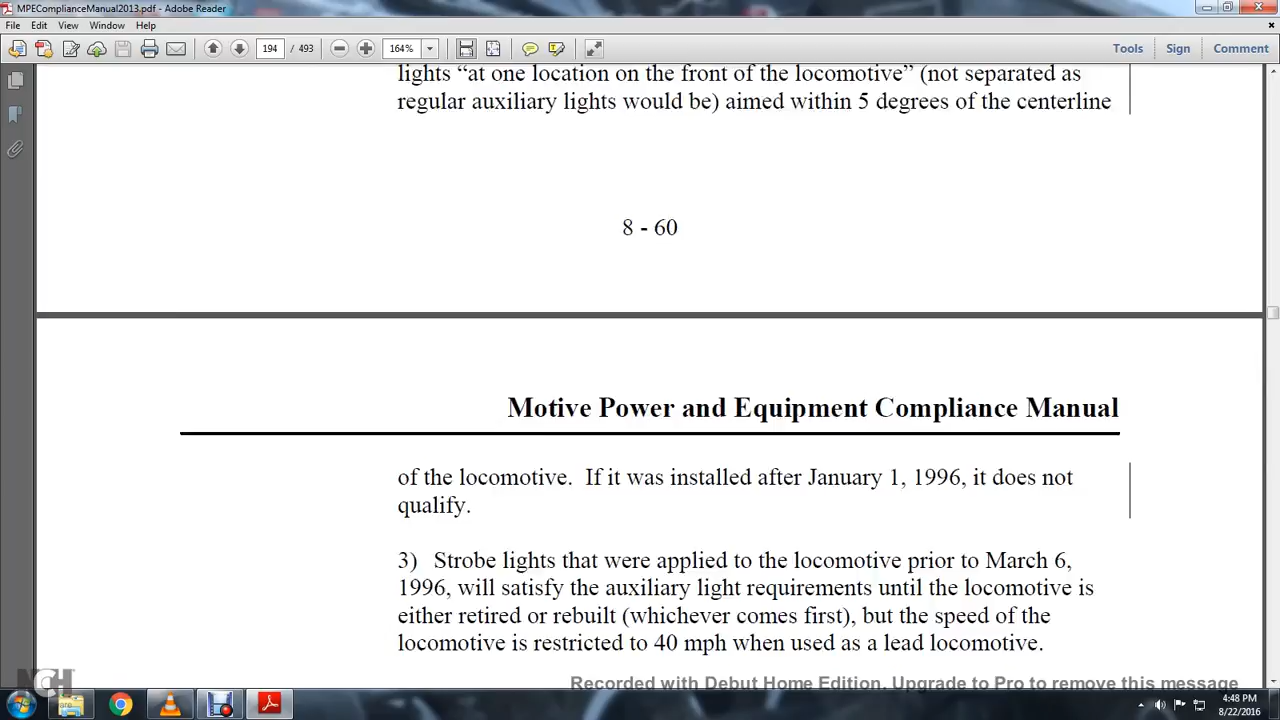 MPEComplianceManual2013.pdf - Adobe Reader
File Edit View Window Help
194 / 493 164% Tools Sign Comment
lights “at one location on the front of the locomotive” (not separated as
regular auxiliary lights would be) aimed within 5 degrees of the centerline
8 - 60
Motive Power and Equipment Compliance Manual
of the locomotive. If it was installed after January 1, 1996, it does not
qualify.
3) Strobe lights that were applied to the locomotive prior to March 6,
1996, will satisfy the auxiliary light requirements until the locomotive is
either retired or rebuilt (whichever comes first), but the speed of the
locomotive is restricted to 40 mph when used as a lead locomotive.
NCH
Recorded with Debut Home Edition. Upgrade to Pro to remove this message
4:48 PM
8/22/2016